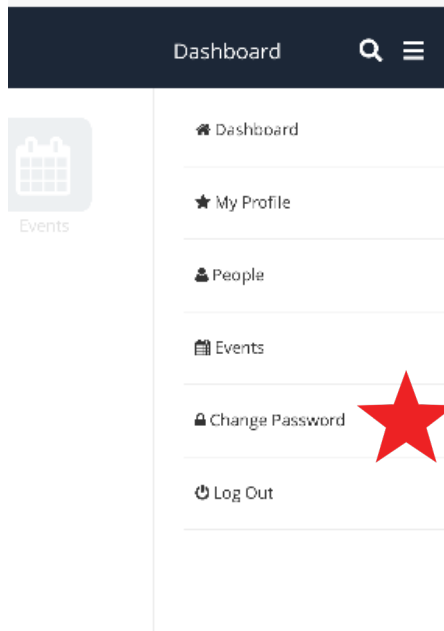 Dashboard
Dashboard
Events
My Profile
People
Events
Change Password
Log Out